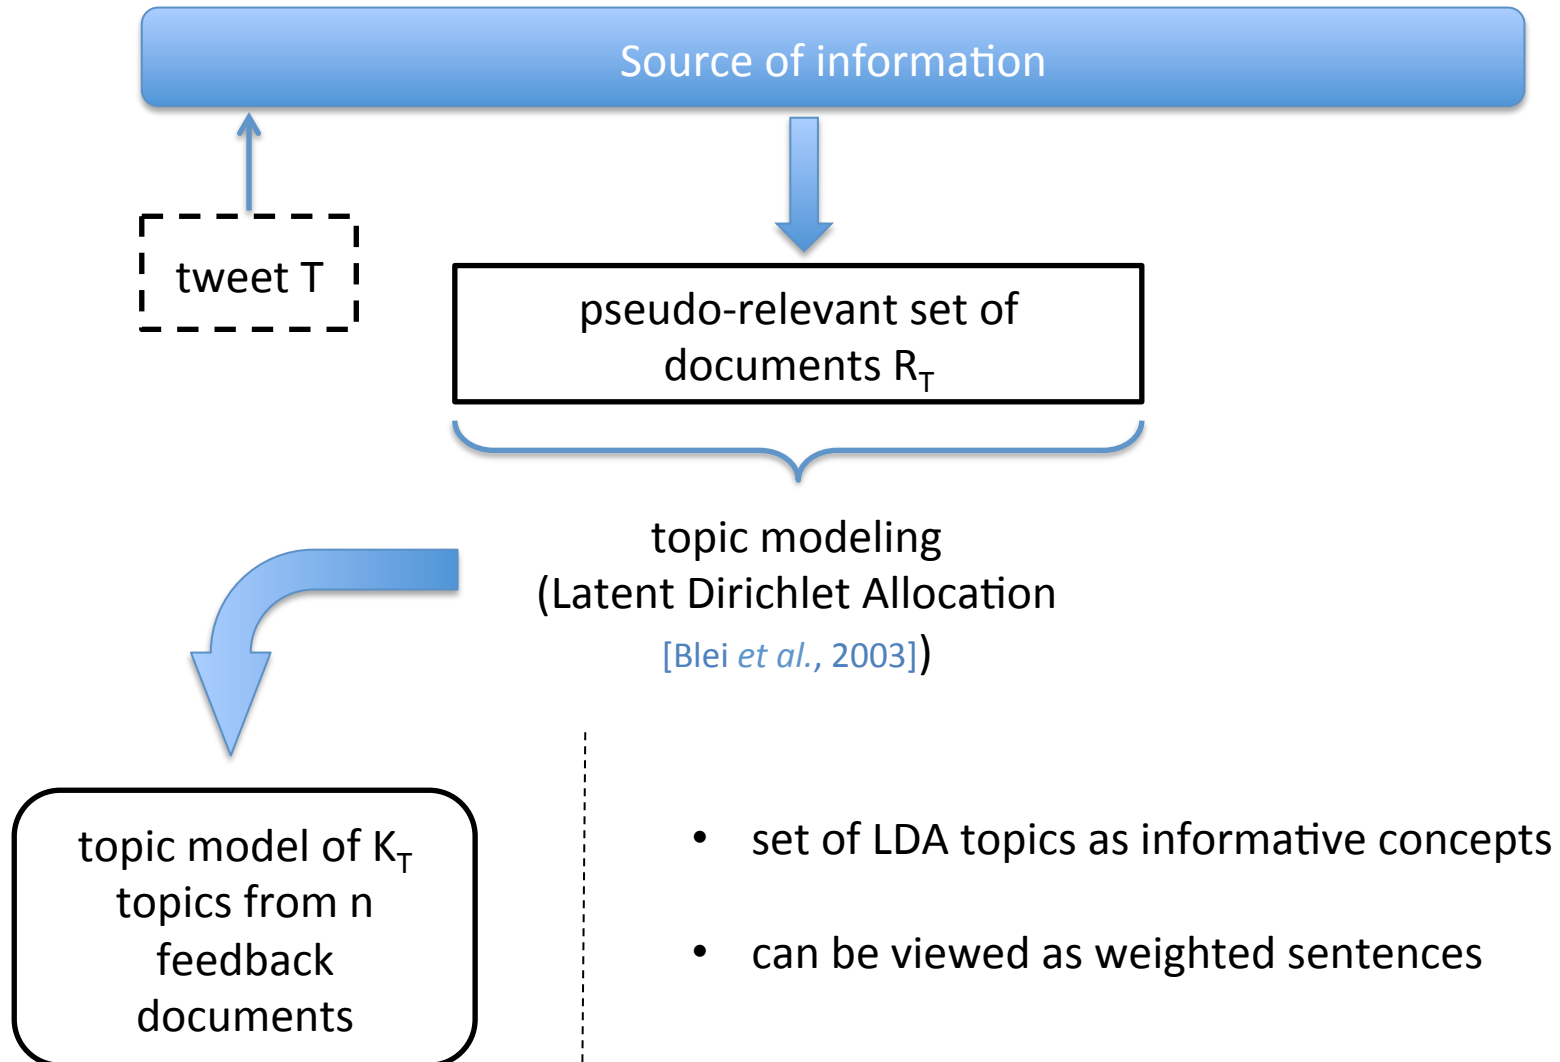 Source of information
tweet T
pseudo-relevant set of
documents R_T
topic modeling
(Latent Dirichlet Allocation
[Blei et al., 2003])
topic model of K_T
topics from n
feedback
documents
• set of LDA topics as informative concepts
• can be viewed as weighted sentences